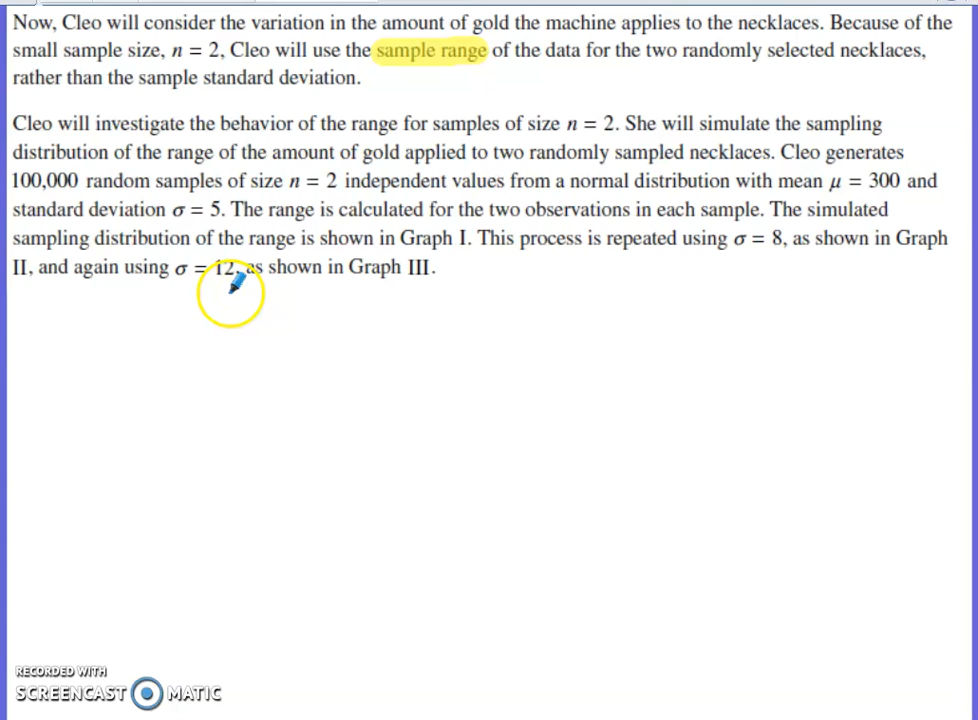 Now, Cleo will consider the variation in the amount of gold the machine applies to the necklaces. Because of the
small sample size, n = 2, Cleo will use the sample range of the data for the two randomly selected necklaces,
rather than the sample standard deviation.
Cleo will investigate the behavior of the range for samples of size n = 2. She will simulate the sampling
distribution of the range of the amount of gold applied to two randomly sampled necklaces. Cleo generates
100,000 random samples of size n = 2 independent values from a normal distribution with mean μ = 300 and
standard deviation σ = 5. The range is calculated for the two observations in each sample. The simulated
sampling distribution of the range is shown in Graph I. This process is repeated using σ = 8, as shown in Graph
II, and again using σ = 12, as shown in Graph III.
RECORDED WITH
SCREENCAST MATIC